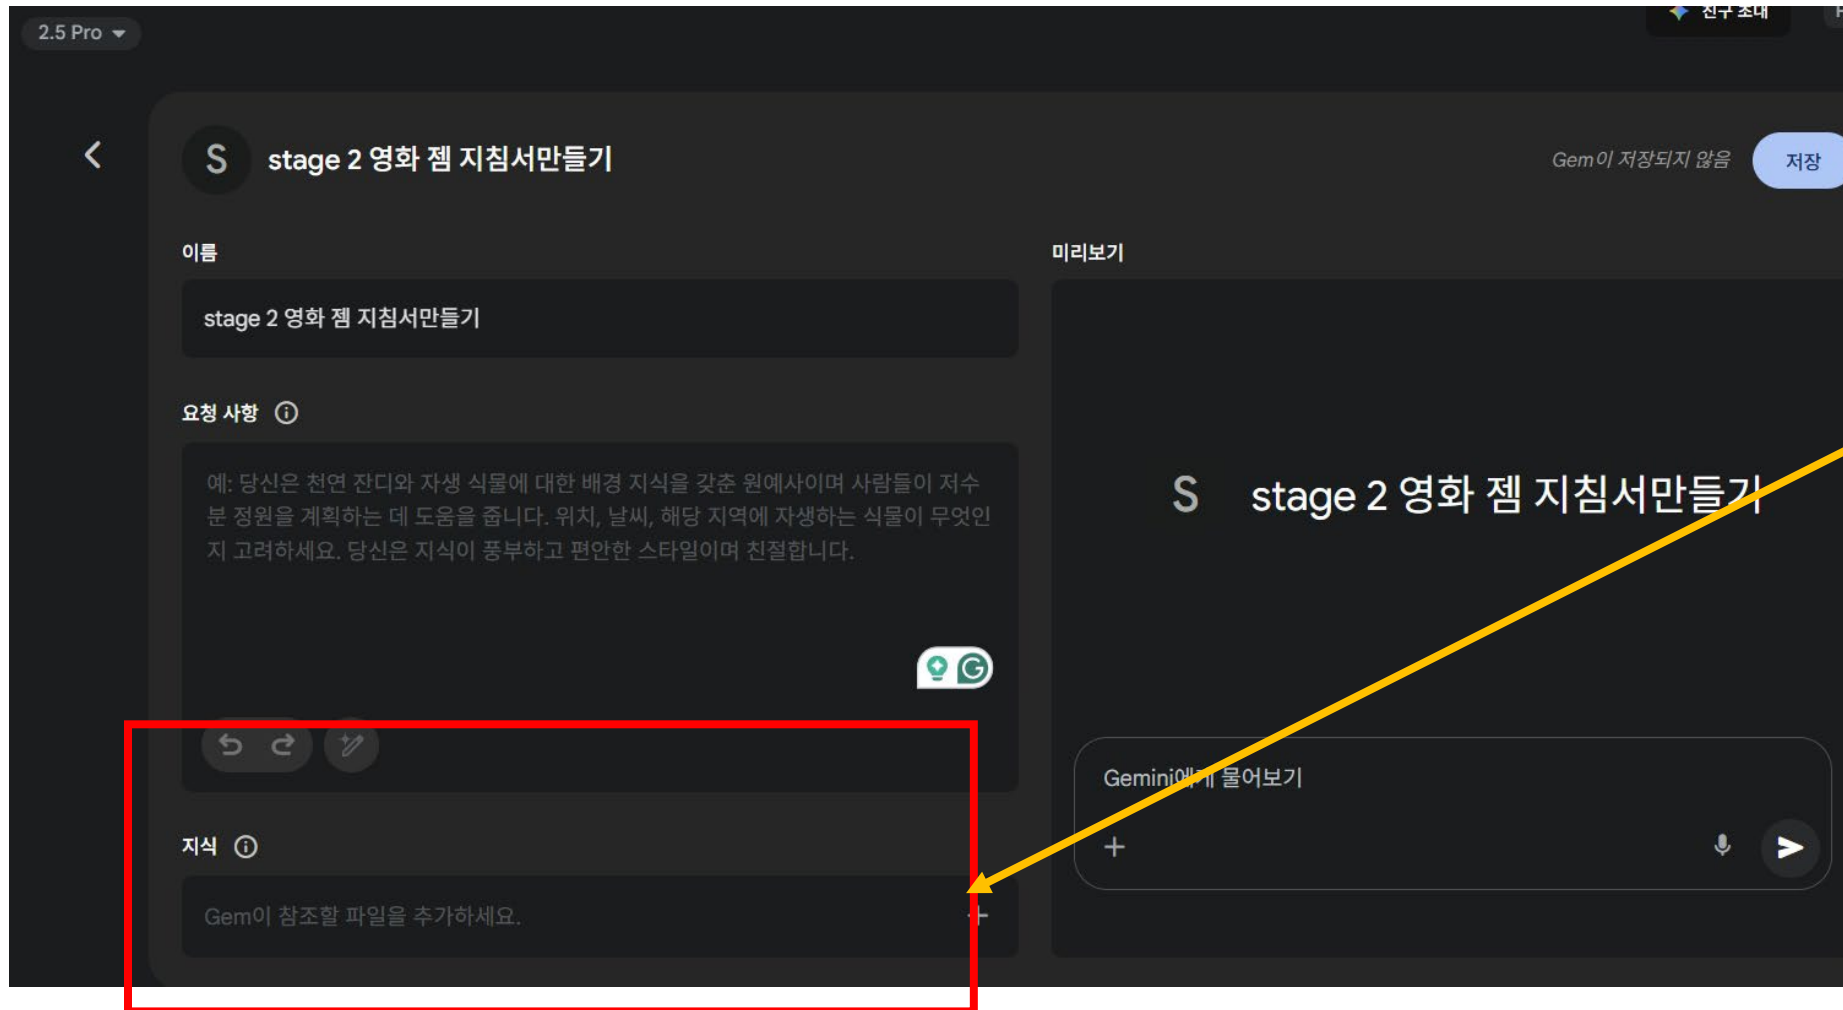 2.5 Pro
친구 초대
S stage 2 영화 젬 지침서만들기
Gem이 저장되지 않음
저장
이름
stage 2 영화 젬 지침서만들기
요청 사항
예: 당신은 천연 잔디와 자생 식물에 대한 배경 지식을 갖춘 원예사이며 사람들이 저수
분 정원을 계획하는 데 도움을 줍니다. 위치, 날씨, 해당 지역에 자생하는 식물이 무엇인
지 고려하세요. 당신은 지식이 풍부하고 편안한 스타일이며 친절합니다.
지식
Gem이 참조할 파일을 추가하세요.
미리보기
S stage 2 영화 젬 지침서만들기
Gemini에게 물어보기